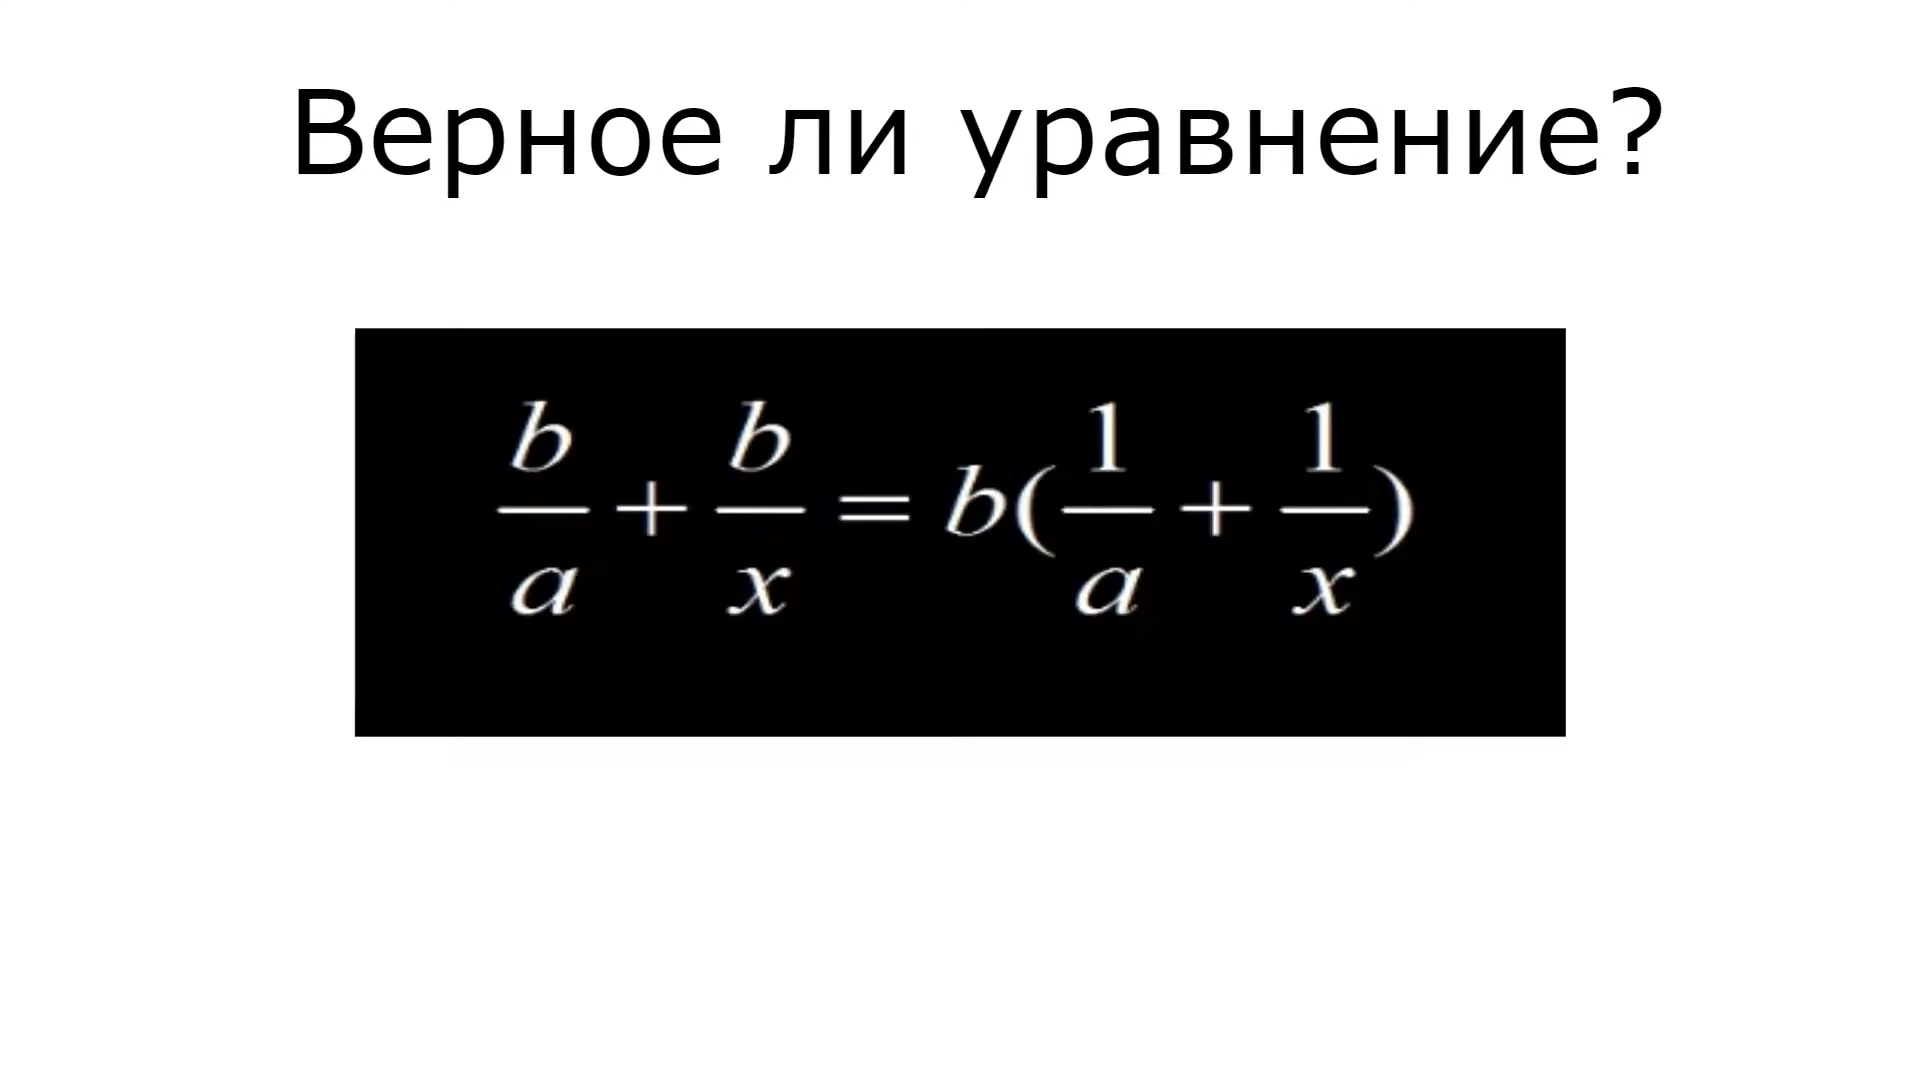 Верное ли уравнение?
b/a + b/x = b(1/a + 1/x)